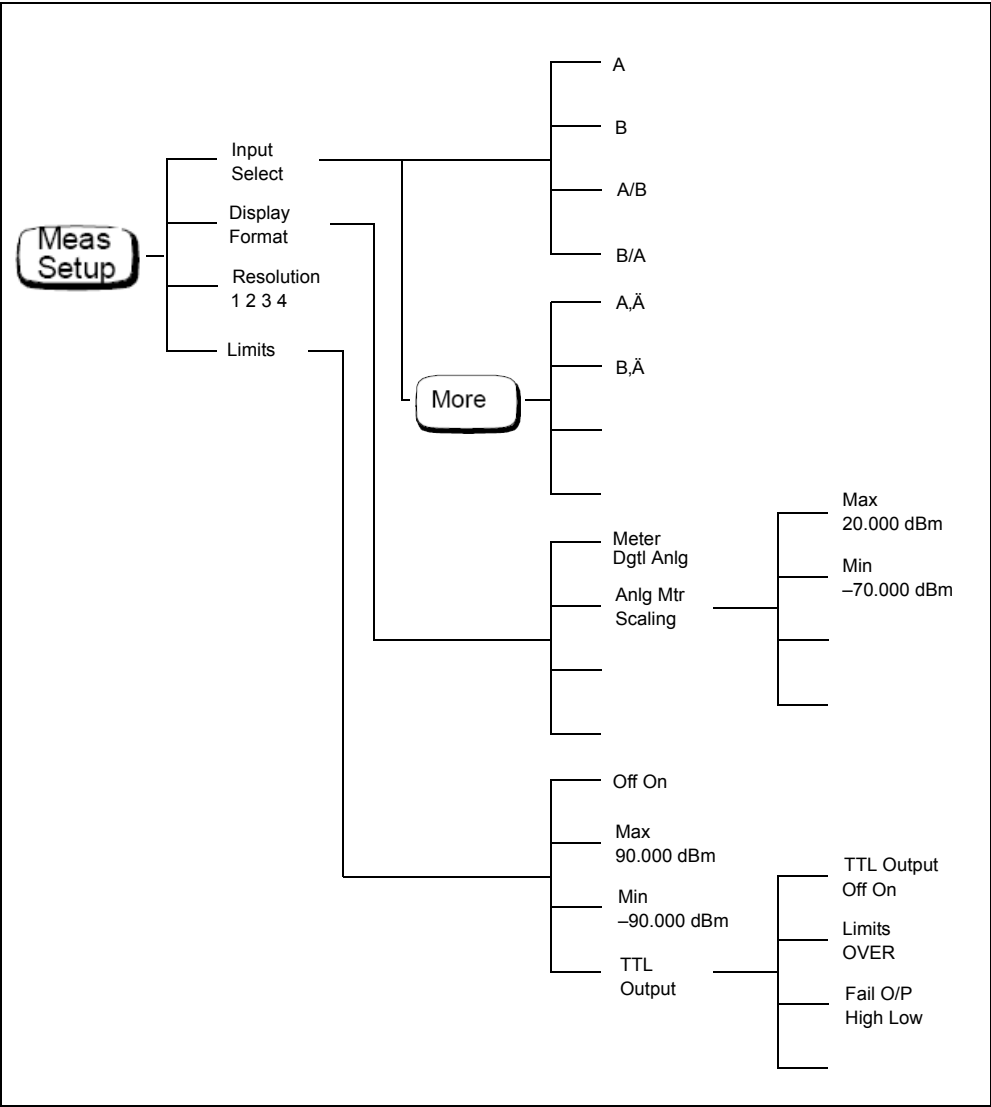 Meas
Setup
Input
Select
Display
Format
Resolution
1 2 3 4
Limits
A
B
A/B
B/A
More
A,Ä
B,Ä
Meter
Dgtl Anlg
Anlg Mtr
Scaling
Max
20.000 dBm
Min
–70.000 dBm
Off On
Max
90.000 dBm
Min
–90.000 dBm
TTL
Output
TTL Output
Off On
Limits
OVER
Fail O/P
High Low